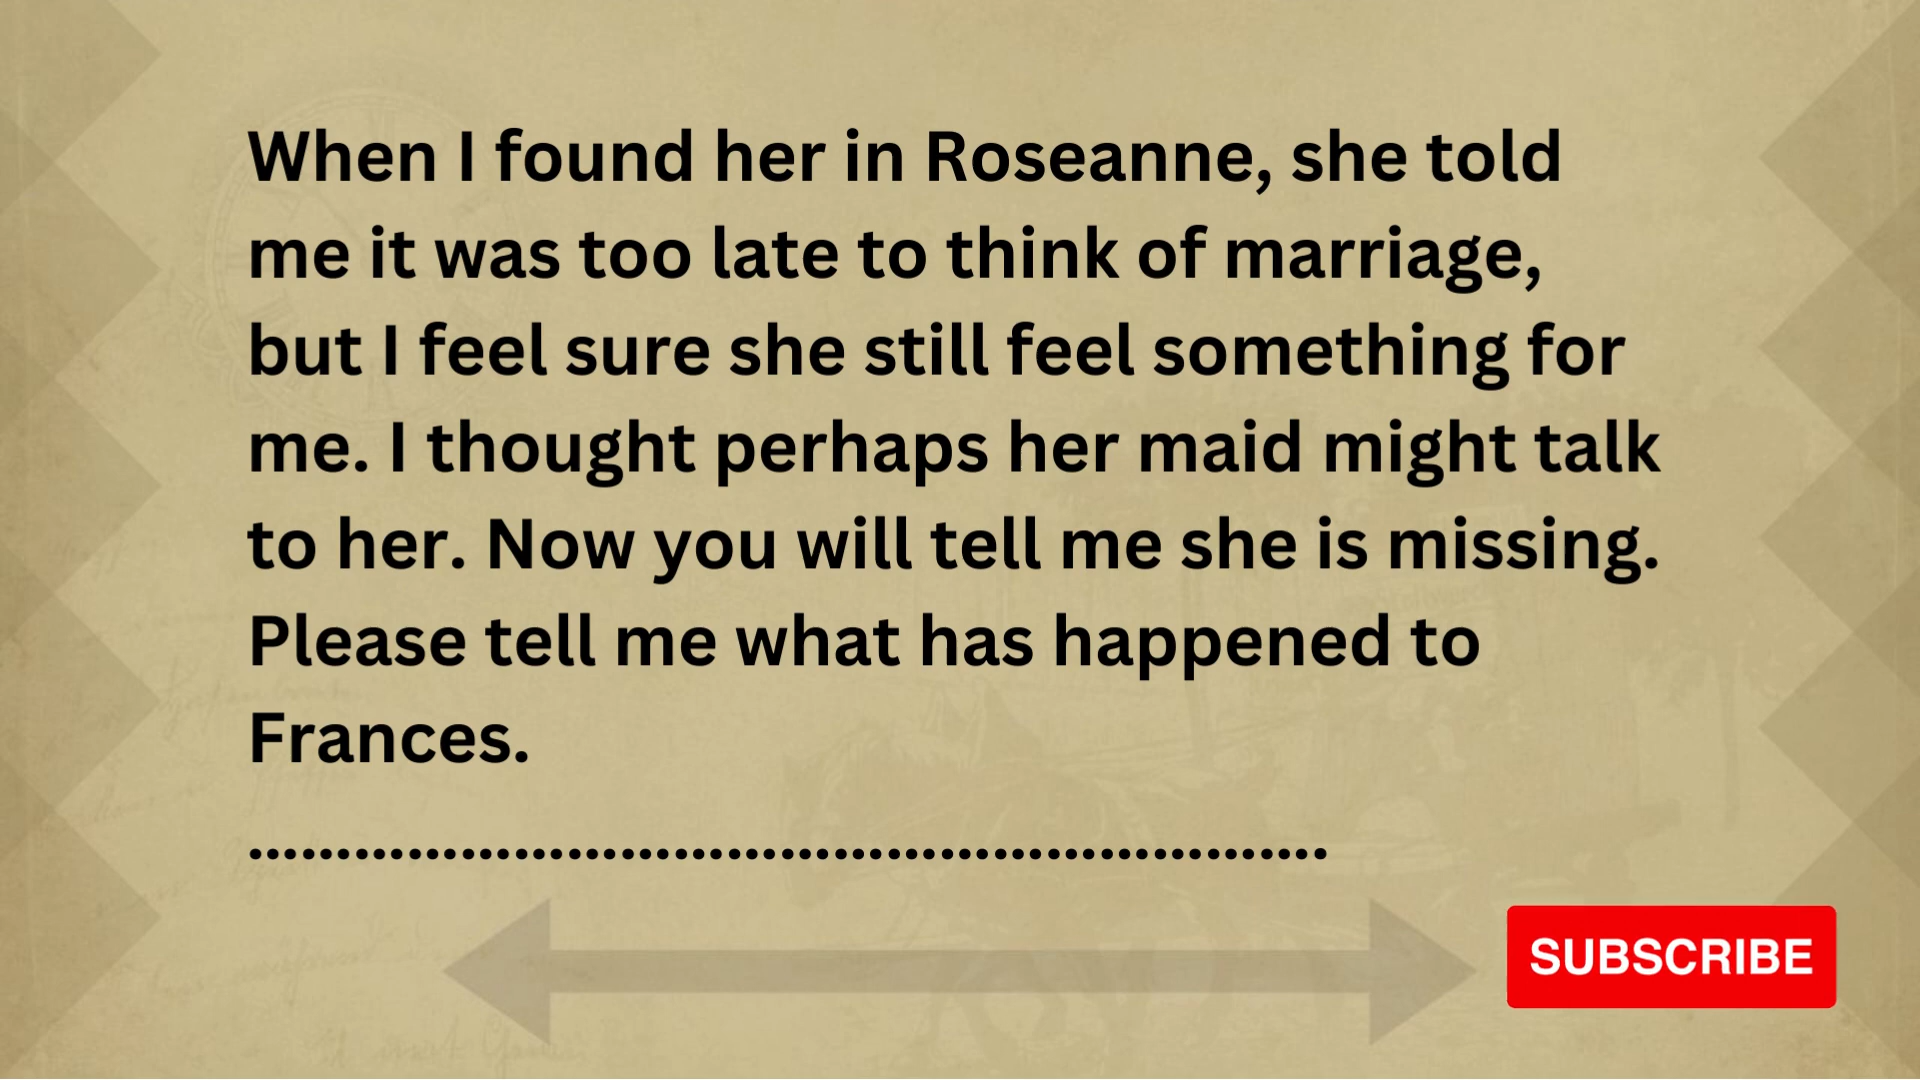 When I found her in Roseanne, she told
me it was too late to think of marriage,
but I feel sure she still feel something for
me. I thought perhaps her maid might talk
to her. Now you will tell me she is missing.
Please tell me what has happened to
Frances.
.............................................................
SUBSCRIBE